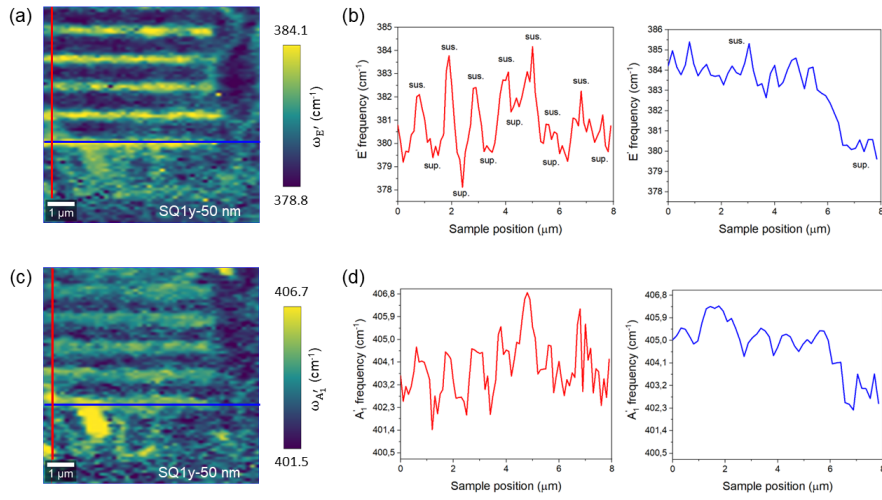 (a)
384.1
ω_E' (cm⁻¹)
378.8
1 μm
SQ1y-50 nm
(b)
E' frequency (cm⁻¹)
385
384
383
382
381
380
379
378
sus.
sus.
sus.
sus.
sus.
sus.
sus.
sup.
sup.
sup.
sup.
sup.
sup.
sup.
0 2 4 6 8
Sample position (μm)
E' frequency (cm⁻¹)
386
385
384
383
382
381
380
379
378
377
sus.
sup.
0 2 4 6 8
Sample position (μm)
(c)
406.7
ω_A'₁ (cm⁻¹)
401.5
1 μm
SQ1y-50 nm
(d)
A'₁ frequency (cm⁻¹)
406,8
405,9
405,0
404,1
403,2
402,3
401,4
400,5
0 2 4 6 8
Sample position (μm)
A'₁ frequency (cm⁻¹)
406,8
405,9
405,0
404,1
403,2
402,3
401,4
400,5
0 2 4 6 8
Sample position (μm)